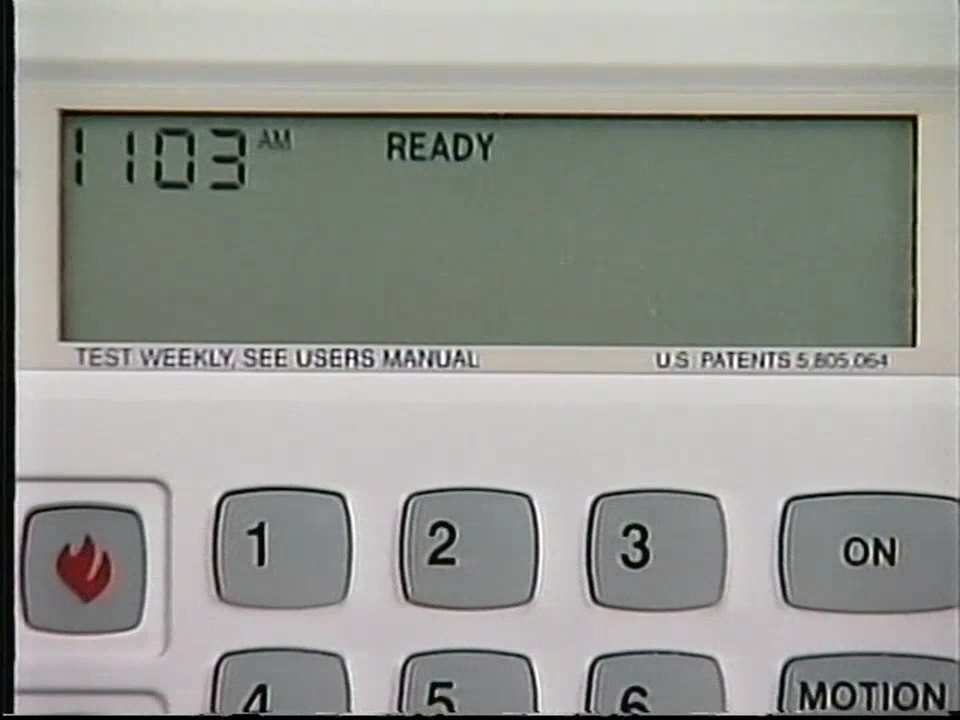 1103 AM READY
TEST WEEKLY, SEE USERS MANUAL U.S. PATENTS 5,805,064
1 2 3 ON
4 5 6 MOTION